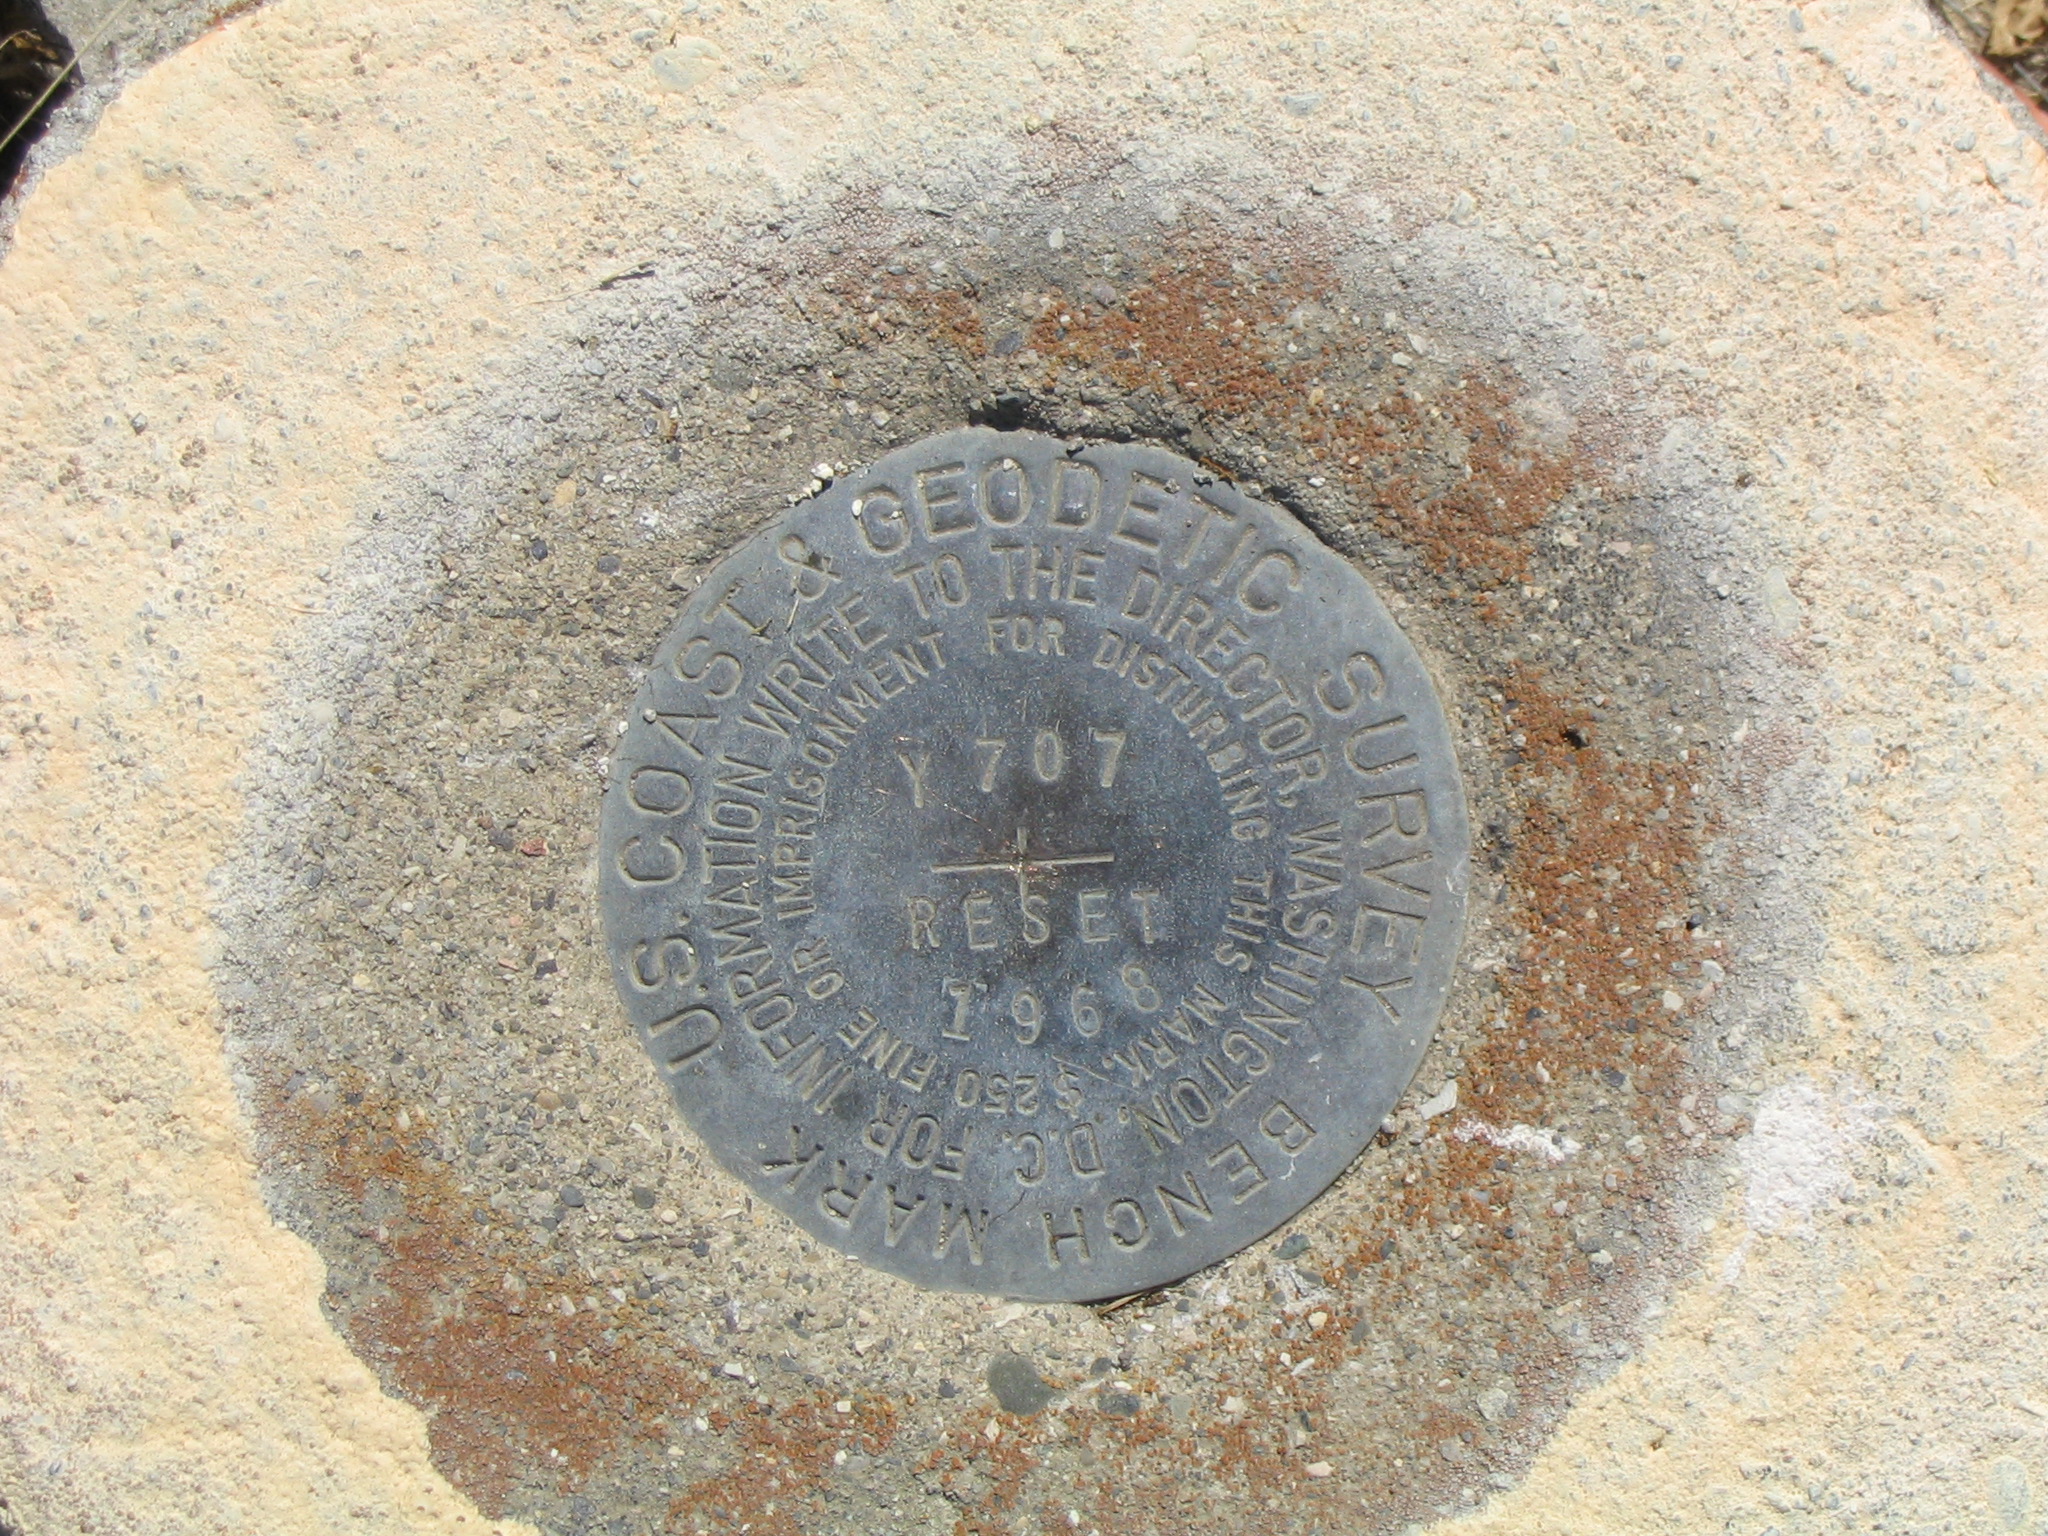 U.S. COAST & GEODETIC SURVEY
BENCH MARK
FOR INFORMATION WRITE TO THE DIRECTOR, WASHINGTON, D.C.
$250 FINE OR IMPRISONMENT FOR DISTURBING THIS MARK.
Y 707
RESET
1968